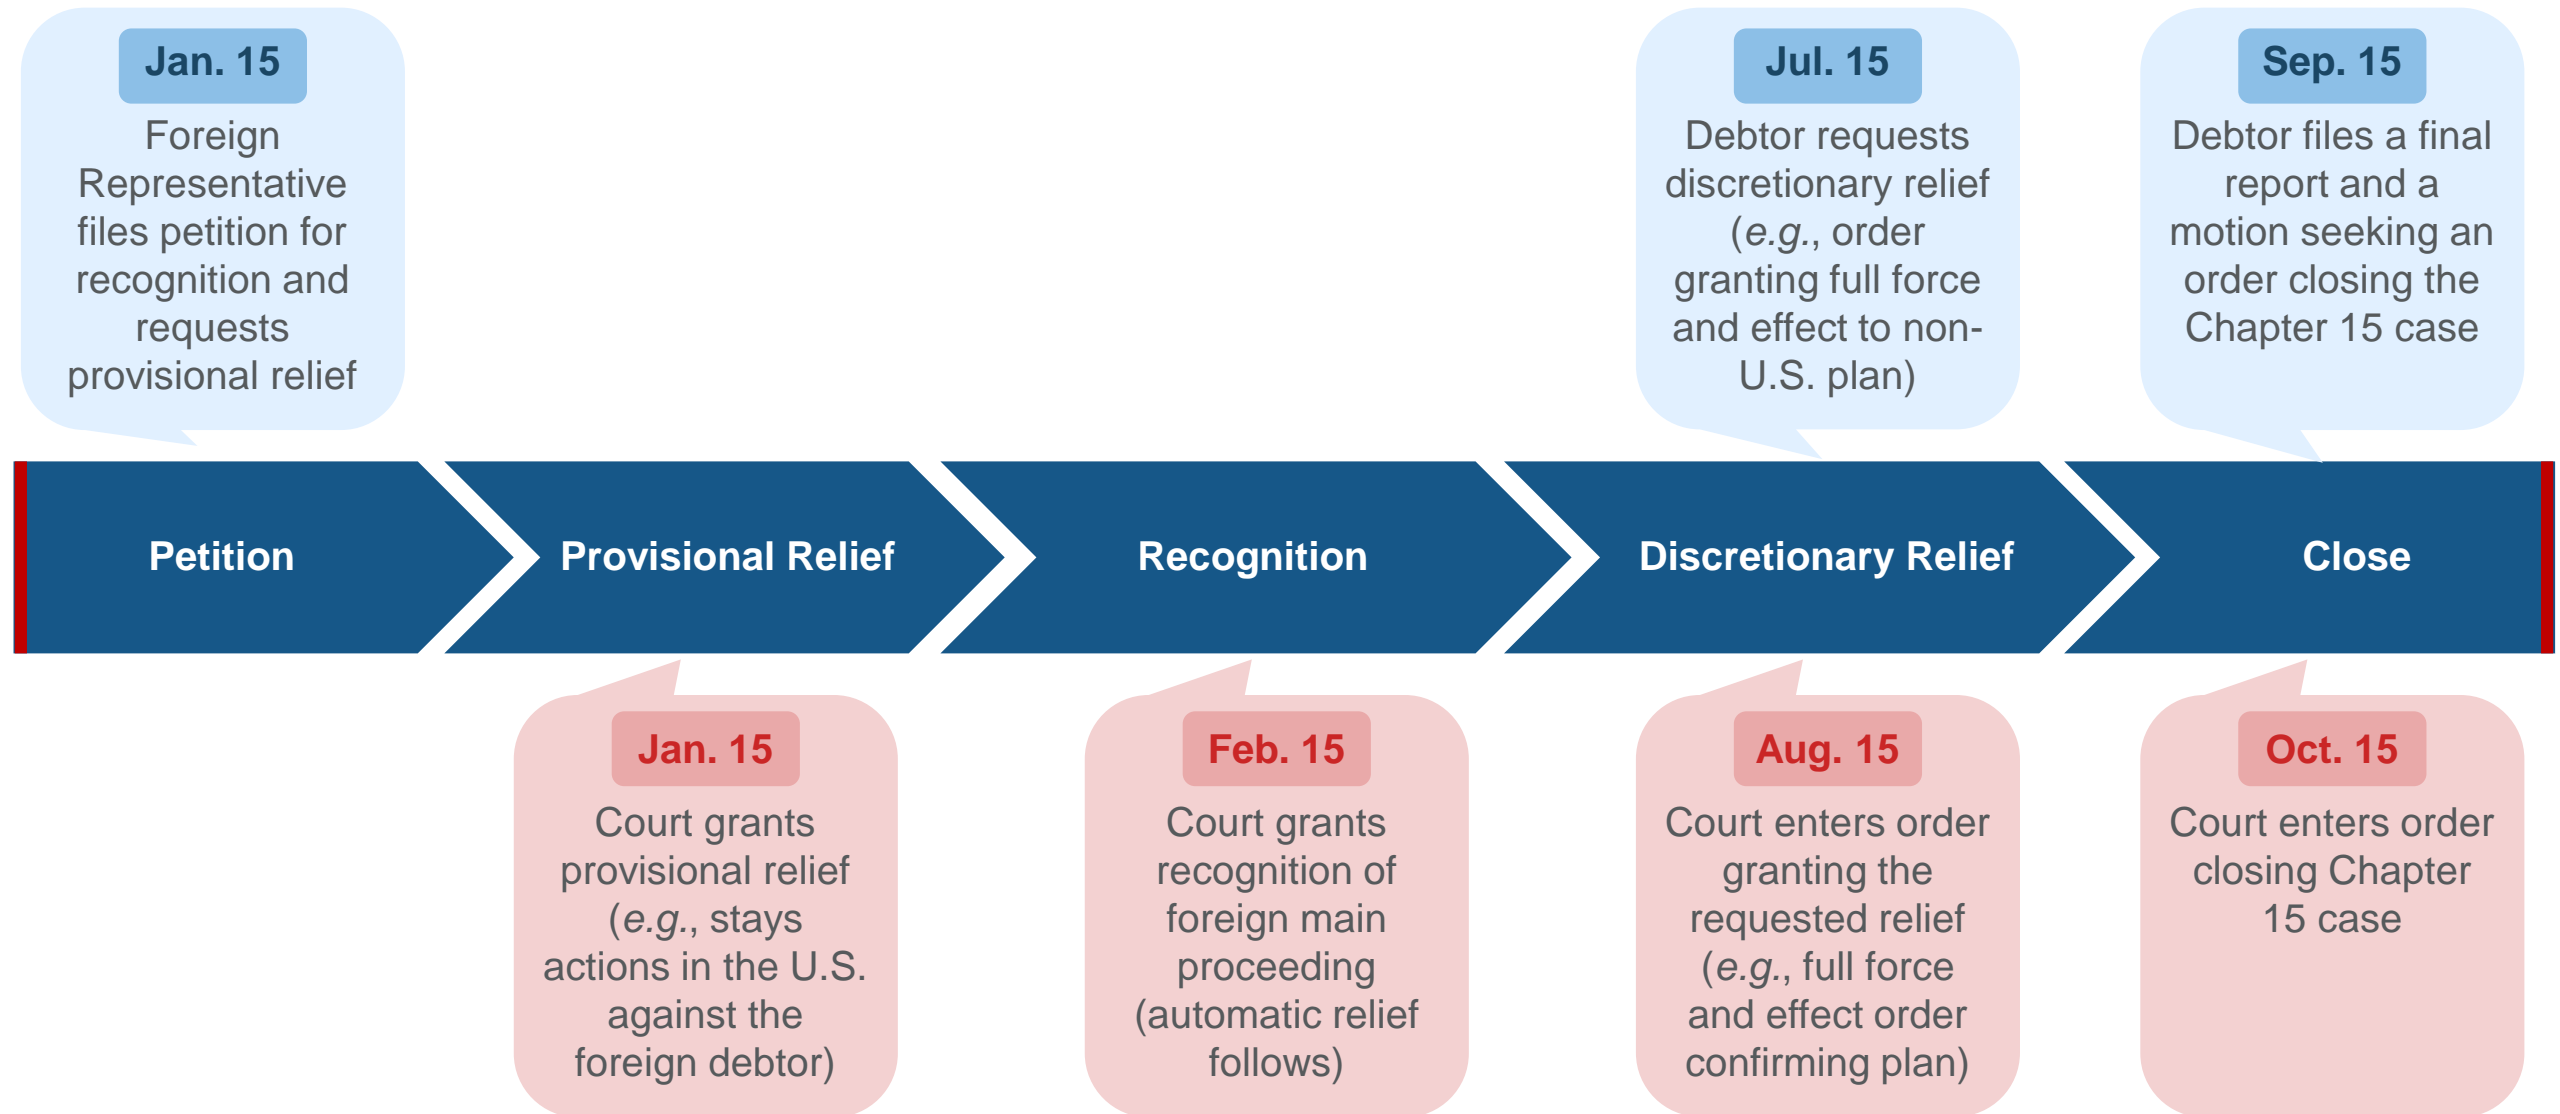 Jan. 15
Foreign
Representative
files petition for
recognition and
requests
provisional relief
Jul. 15
Debtor requests
discretionary relief
(e.g., order
granting full force
and effect to non-
U.S. plan)
Sep. 15
Debtor files a final
report and a
motion seeking an
order closing the
Chapter 15 case
Petition
Provisional Relief
Recognition
Discretionary Relief
Close
Jan. 15
Court grants
provisional relief
(e.g., stays
actions in the U.S.
against the
foreign debtor)
Feb. 15
Court grants
recognition of
foreign main
proceeding
(automatic relief
follows)
Aug. 15
Court enters order
granting the
requested relief
(e.g., full force
and effect order
confirming plan)
Oct. 15
Court enters order
closing Chapter
15 case